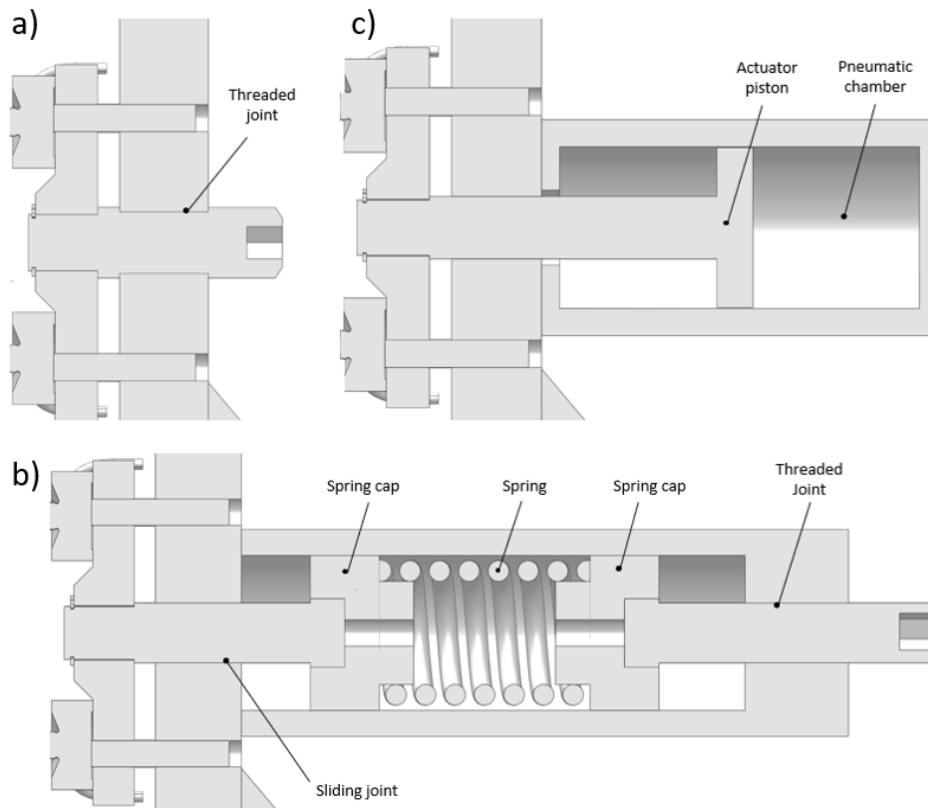 a)
Threaded
joint
c)
Actuator
piston
Pneumatic
chamber
b)
Spring cap
Spring
Spring cap
Threaded
Joint
Sliding joint